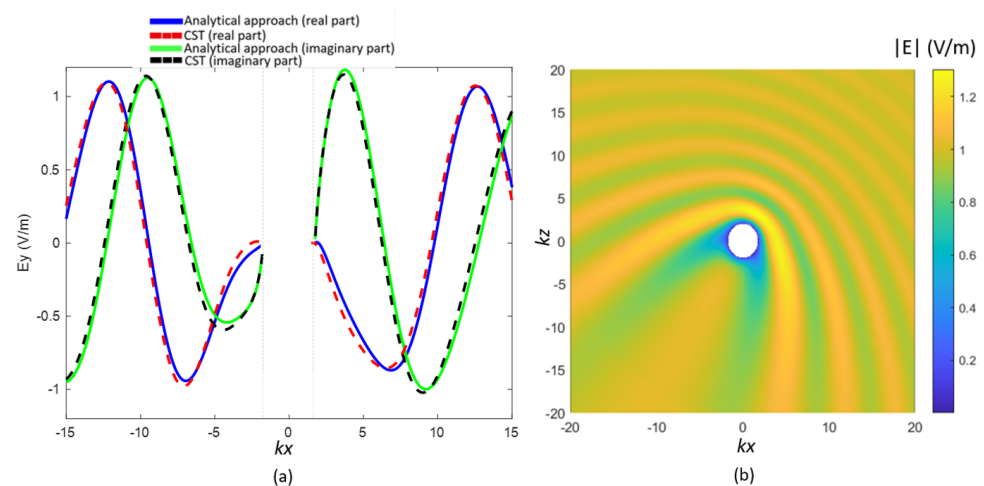 Analytical approach (real part)
CST (real part)
Analytical approach (imaginary part)
CST (imaginary part)
1
0.5
0
-0.5
-1
Ey (V/m)
-15 -10 -5 0 5 10 15
kx
(a)
|E| (V/m)
20
15
10
5
0
-5
-10
-15
-20
kz
-20 -10 0 10 20
kx
(b)
1.2
1
0.8
0.6
0.4
0.2